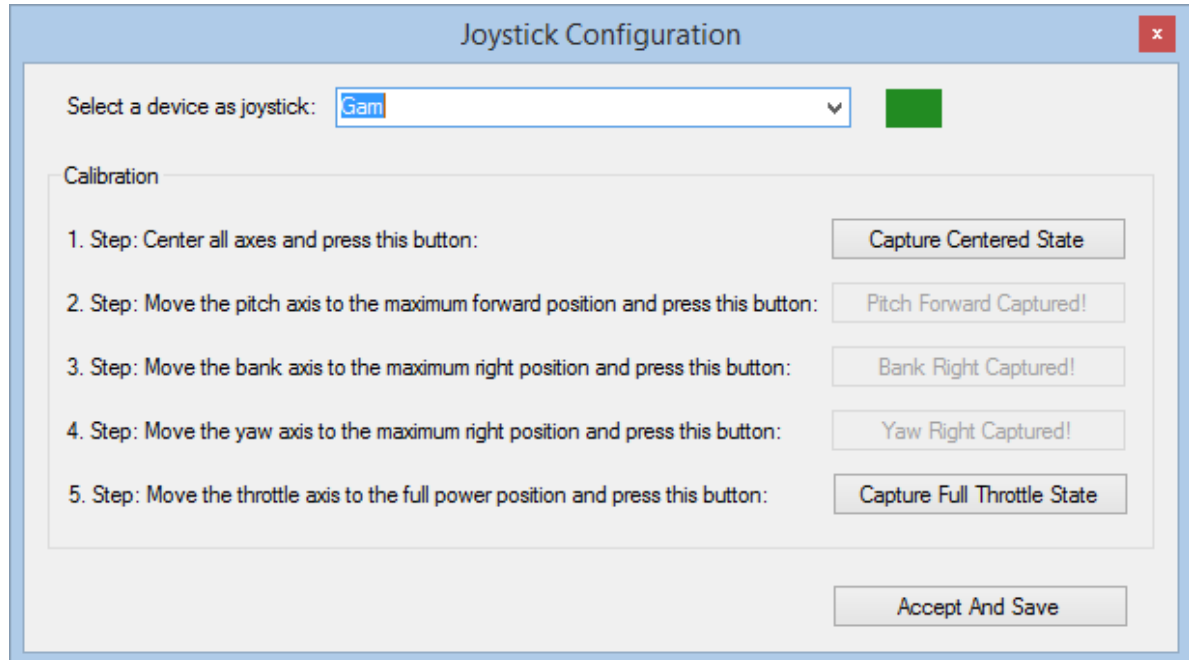 Joystick Configuration
x
Select a device as joystick: Gam
Calibration
1. Step: Center all axes and press this button: Capture Centered State
2. Step: Move the pitch axis to the maximum forward position and press this button: Pitch Forward Captured!
3. Step: Move the bank axis to the maximum right position and press this button: Bank Right Captured!
4. Step: Move the yaw axis to the maximum right position and press this button: Yaw Right Captured!
5. Step: Move the throttle axis to the full power position and press this button: Capture Full Throttle State
Accept And Save